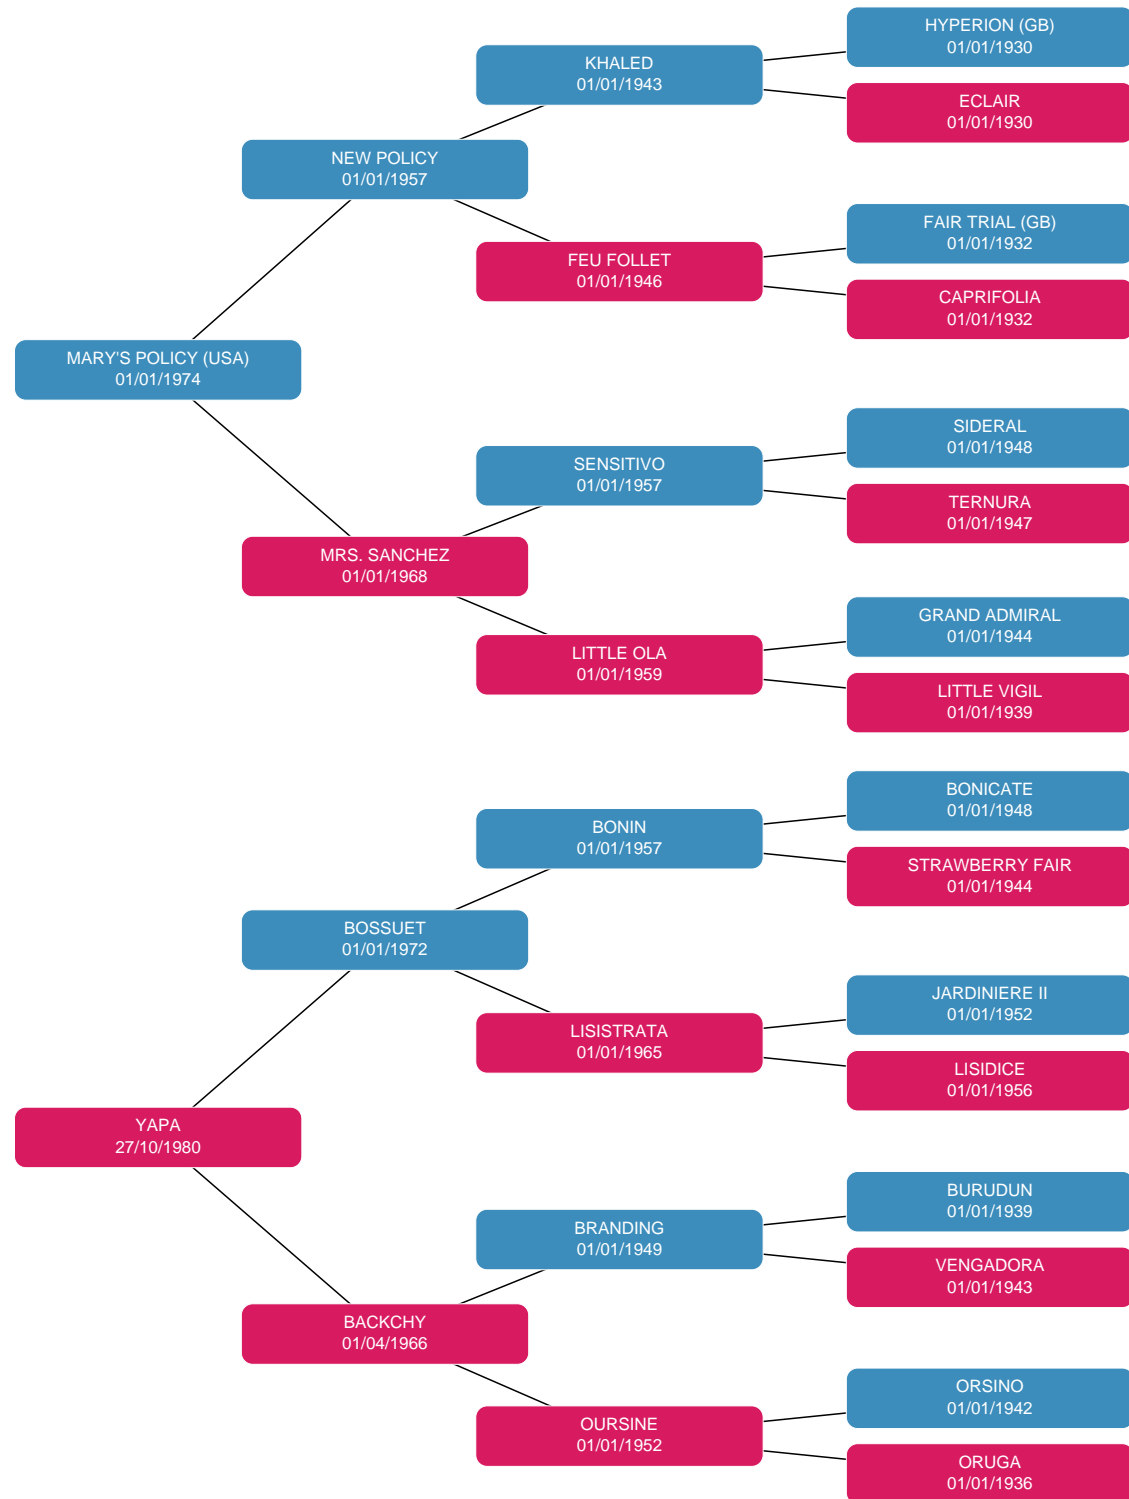 HYPERION (GB)
01/01/1930
KHALED
01/01/1943
ECLAIR
01/01/1930
NEW POLICY
01/01/1957
FAIR TRIAL (GB)
01/01/1932
FEU FOLLET
01/01/1946
CAPRIFOLIA
01/01/1932
MARY'S POLICY (USA)
01/01/1974
SIDERAL
01/01/1948
SENSITIVO
01/01/1957
TERNURA
01/01/1947
MRS. SANCHEZ
01/01/1968
GRAND ADMIRAL
01/01/1944
LITTLE OLA
01/01/1959
LITTLE VIGIL
01/01/1939
BONICATE
01/01/1948
BONIN
01/01/1957
STRAWBERRY FAIR
01/01/1944
BOSSUET
01/01/1972
JARDINIERE II
01/01/1952
LISISTRATA
01/01/1965
LISIDICE
01/01/1956
YAPA
27/10/1980
BURUDUN
01/01/1939
BRANDING
01/01/1949
VENGADORA
01/01/1943
BACKCHY
01/04/1966
ORSINO
01/01/1942
OURSINE
01/01/1952
ORUGA
01/01/1936